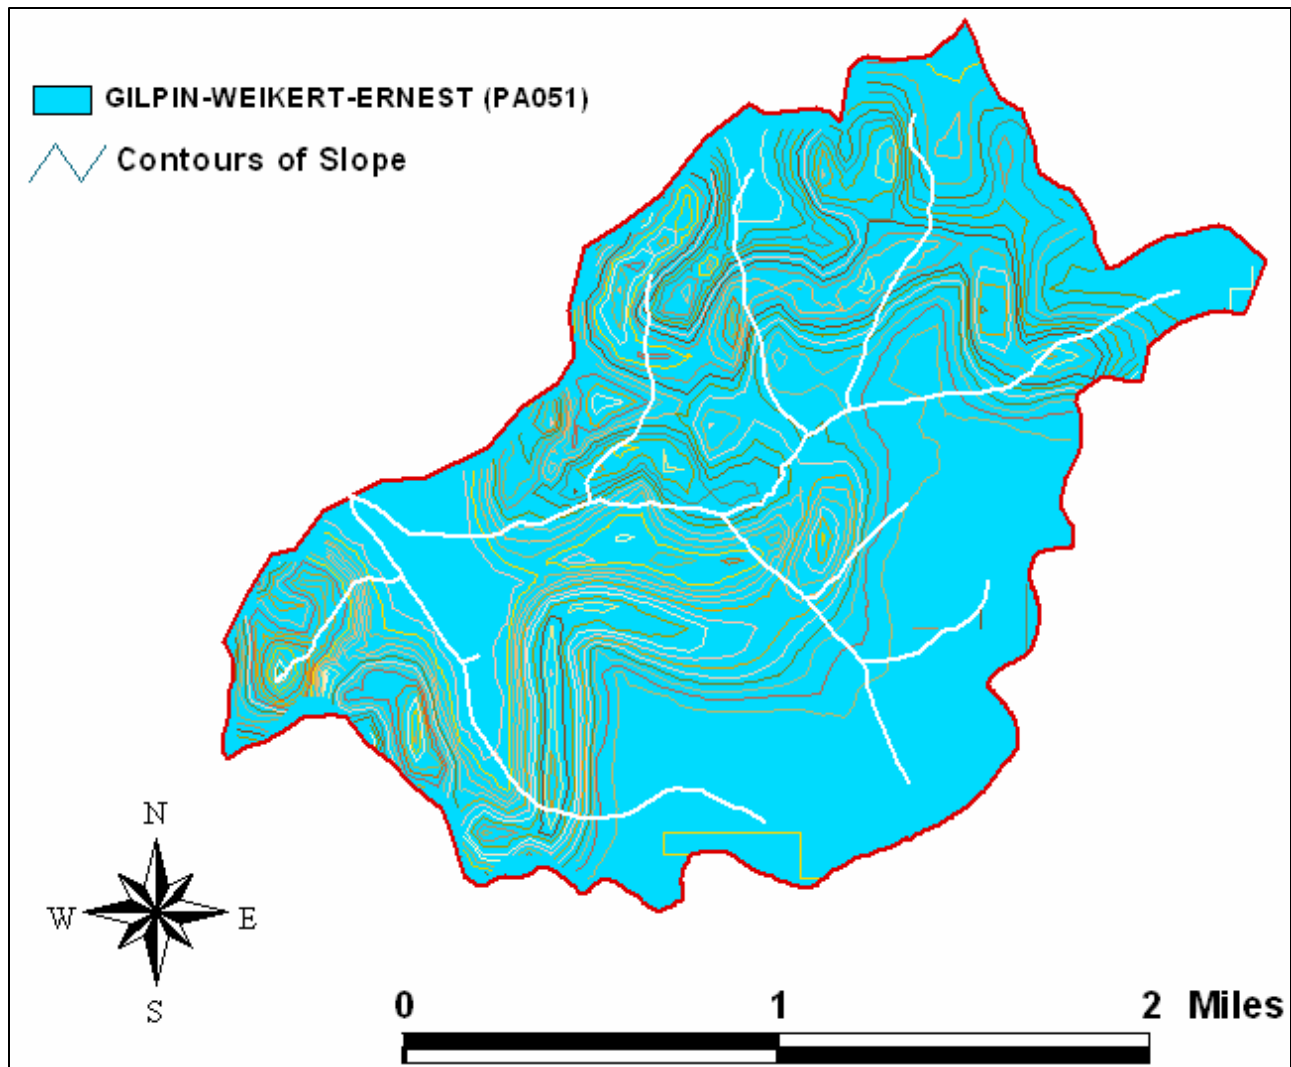 GILPIN-WEIKERT-ERNEST (PA051)
Contours of Slope
N
W E
S
0 1 2 Miles